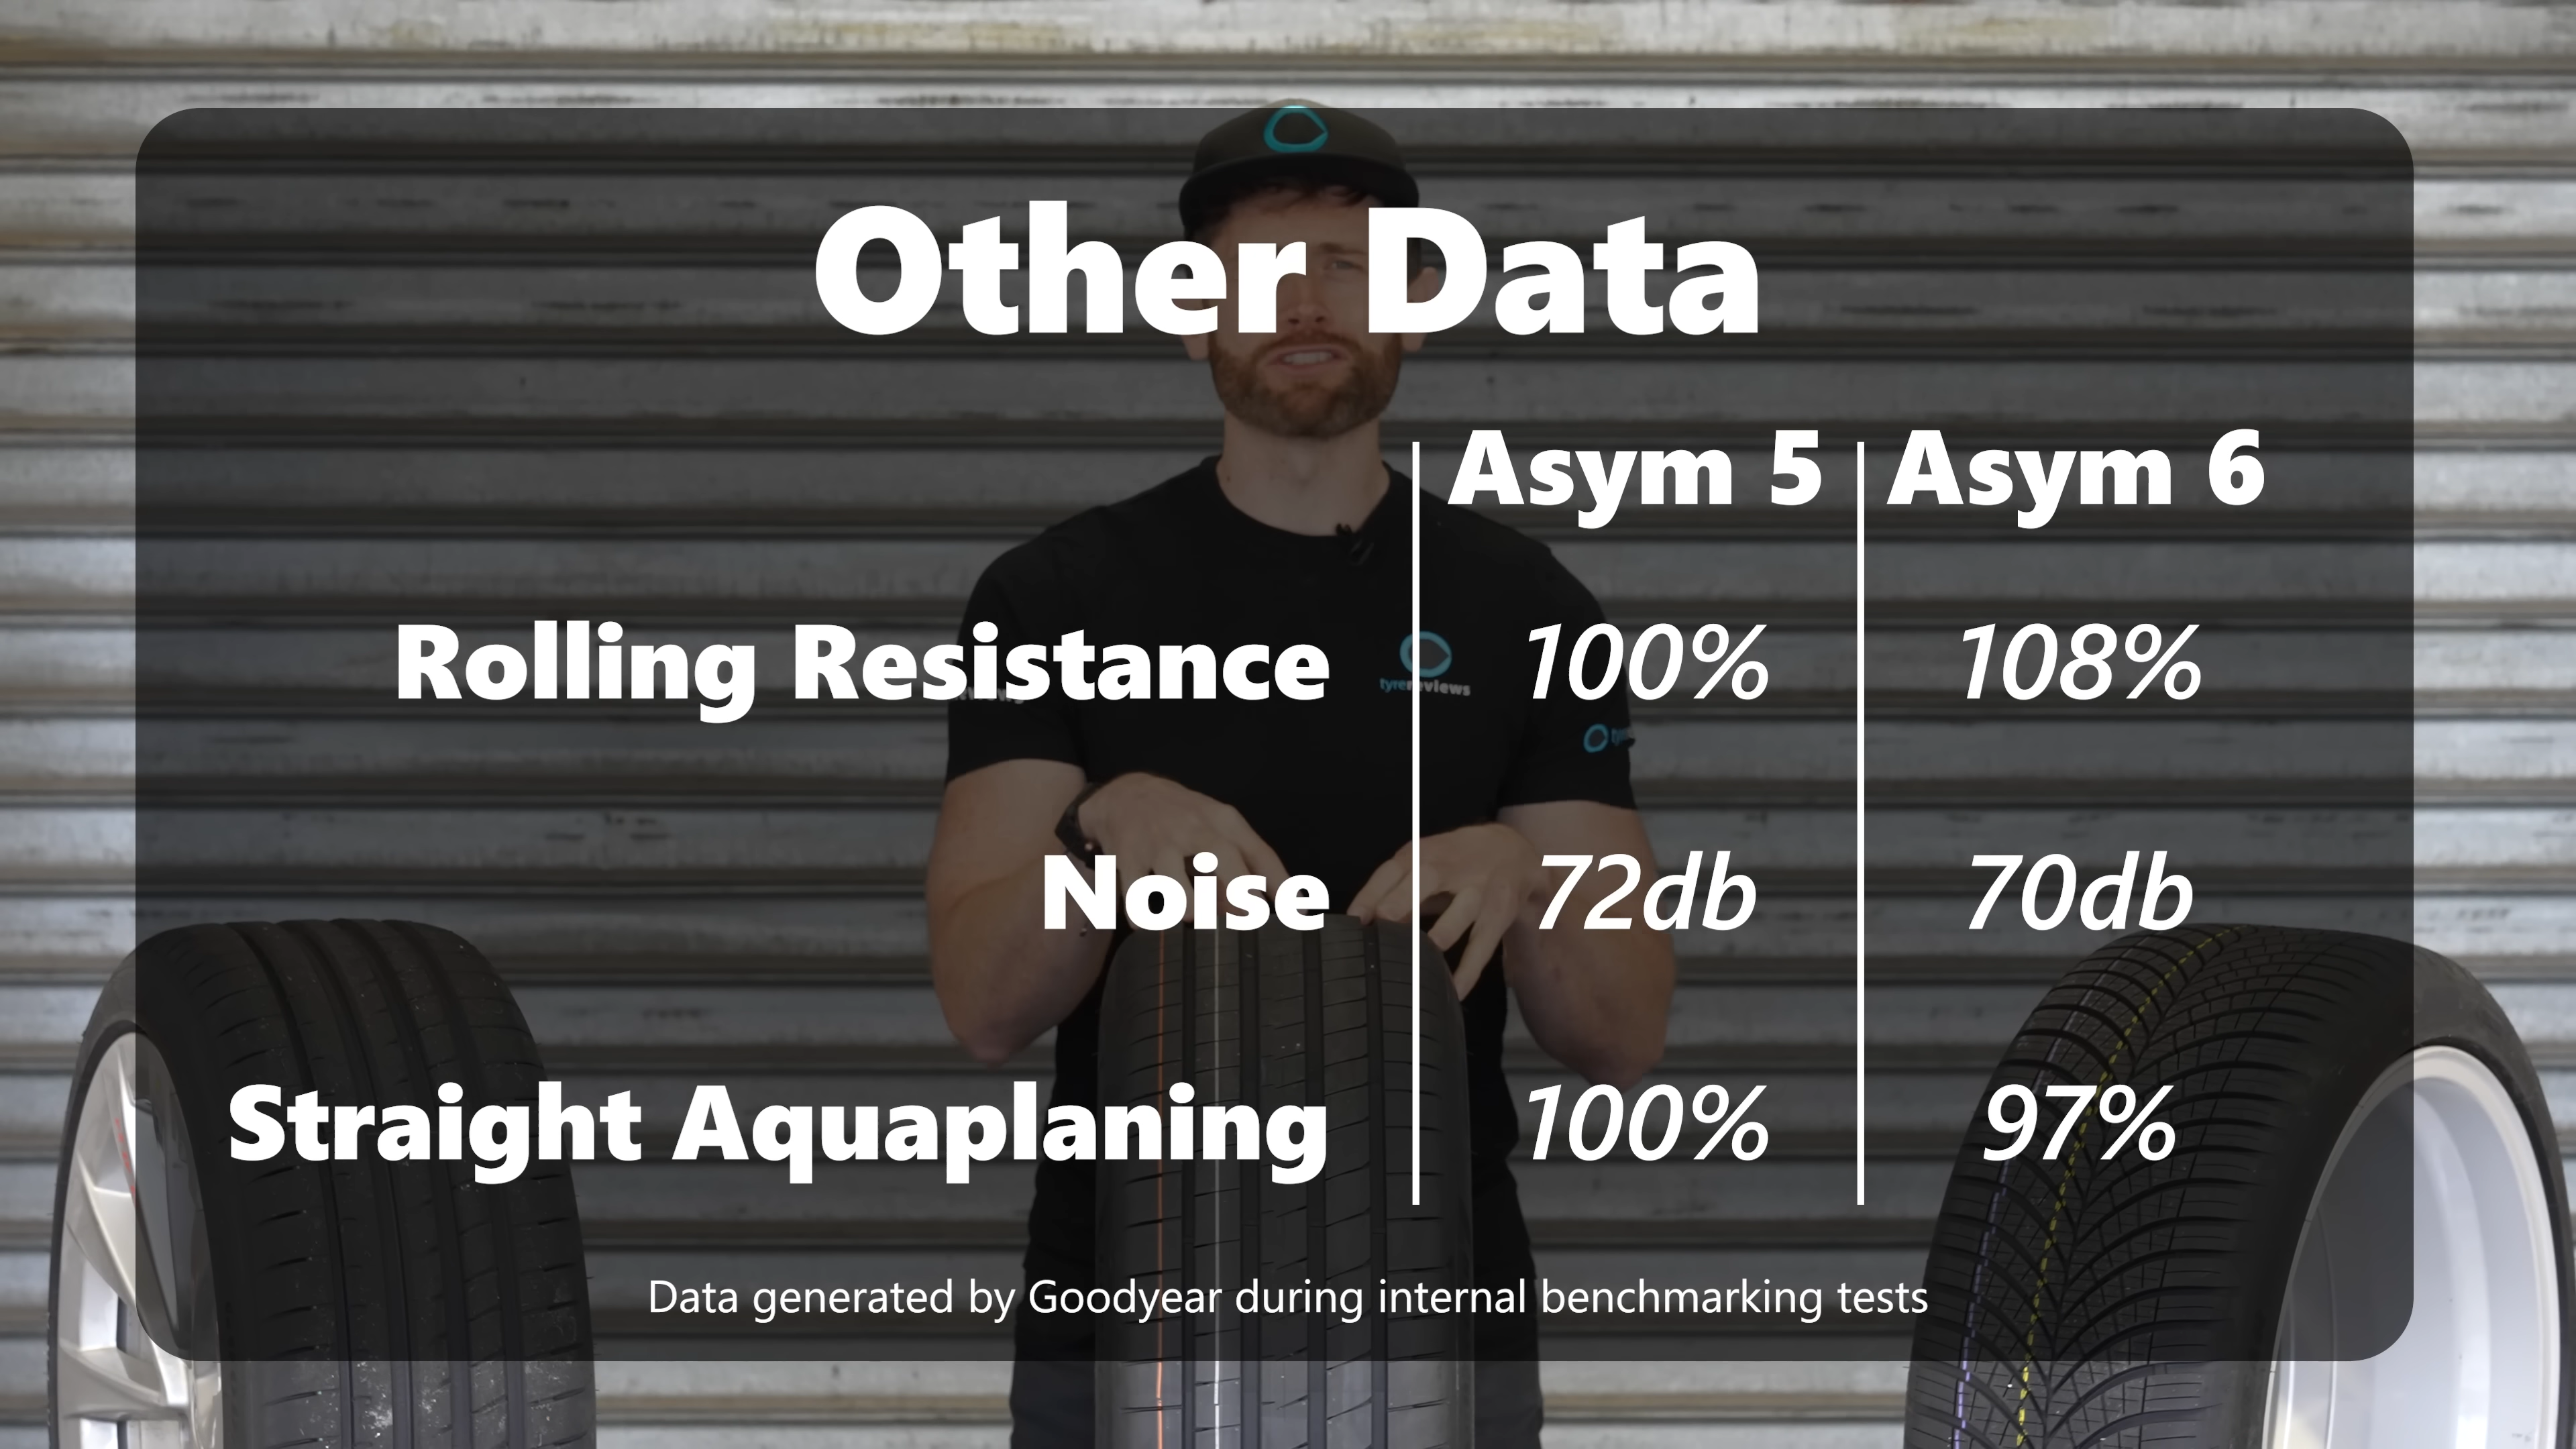 Other Data
Asym 5 Asym 6
Rolling Resistance 100% 108%
tyrereviews
Noise 72db 70db
Straight Aquaplaning 100% 97%
Data generated by Goodyear during internal benchmarking tests